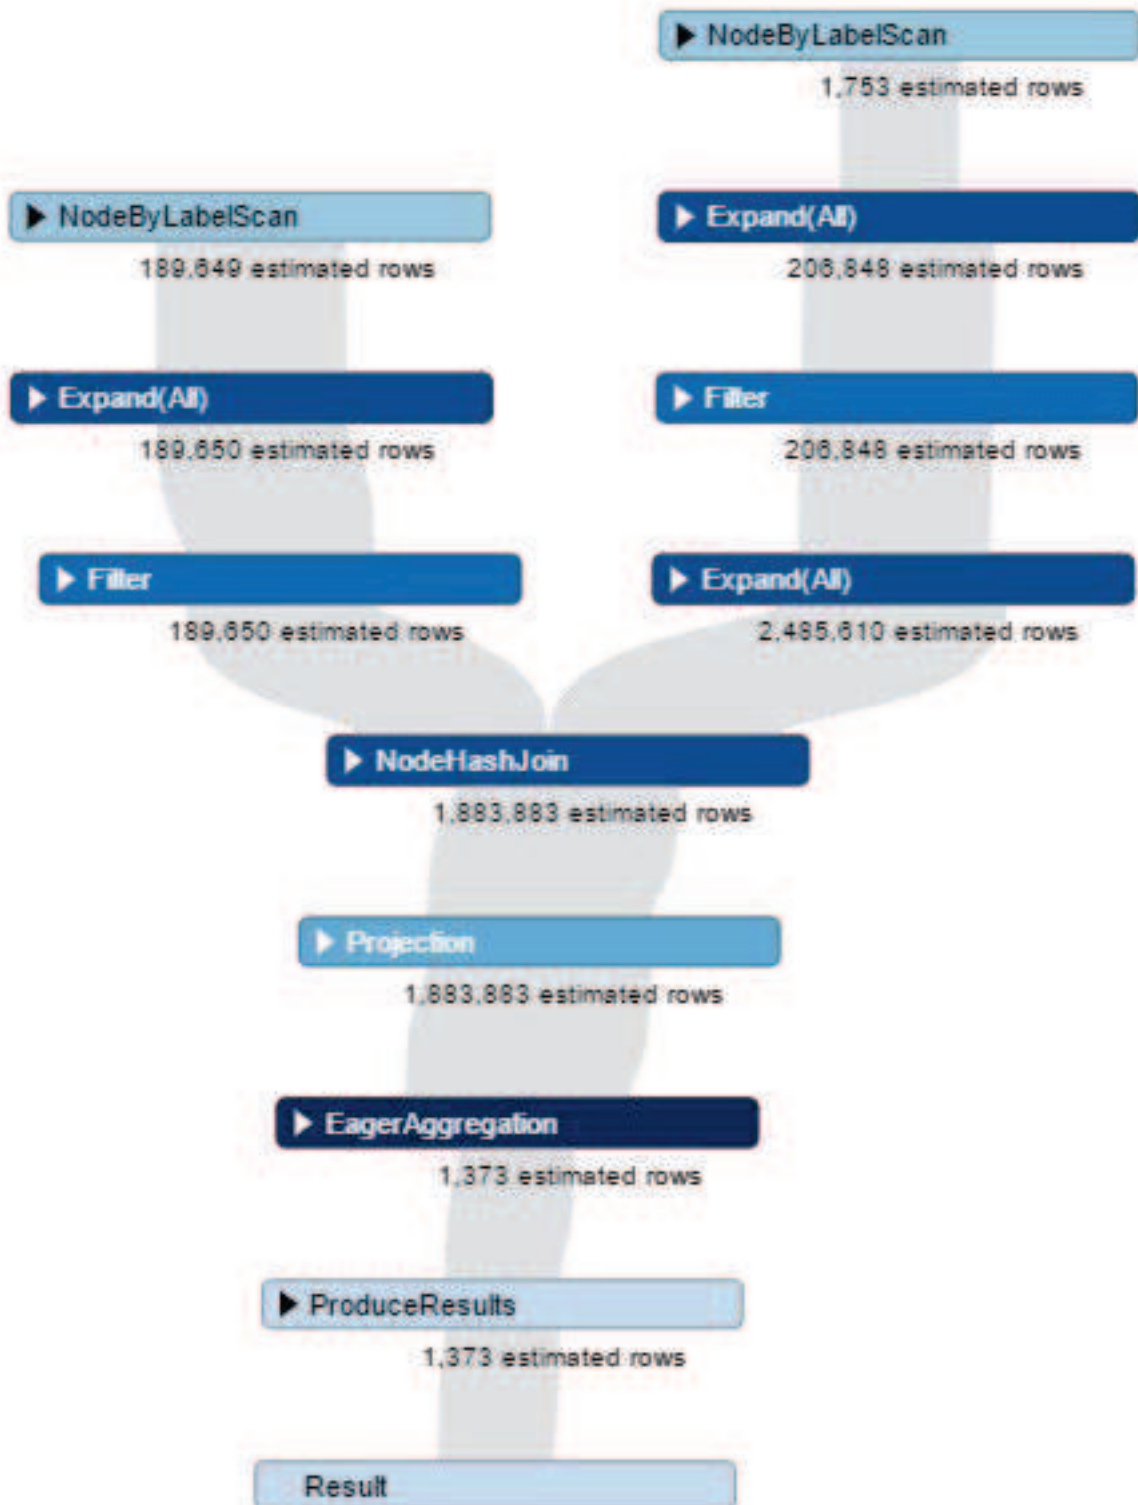 NodeByLabelScan
1,753 estimated rows
NodeByLabelScan
189,649 estimated rows
Expand(All)
206,848 estimated rows
Expand(All)
189,650 estimated rows
Filter
206,848 estimated rows
Filter
189,650 estimated rows
Expand(All)
2,485,610 estimated rows
NodeHashJoin
1,883,883 estimated rows
Projection
1,883,883 estimated rows
EagerAggregation
1,373 estimated rows
ProduceResults
1,373 estimated rows
Result